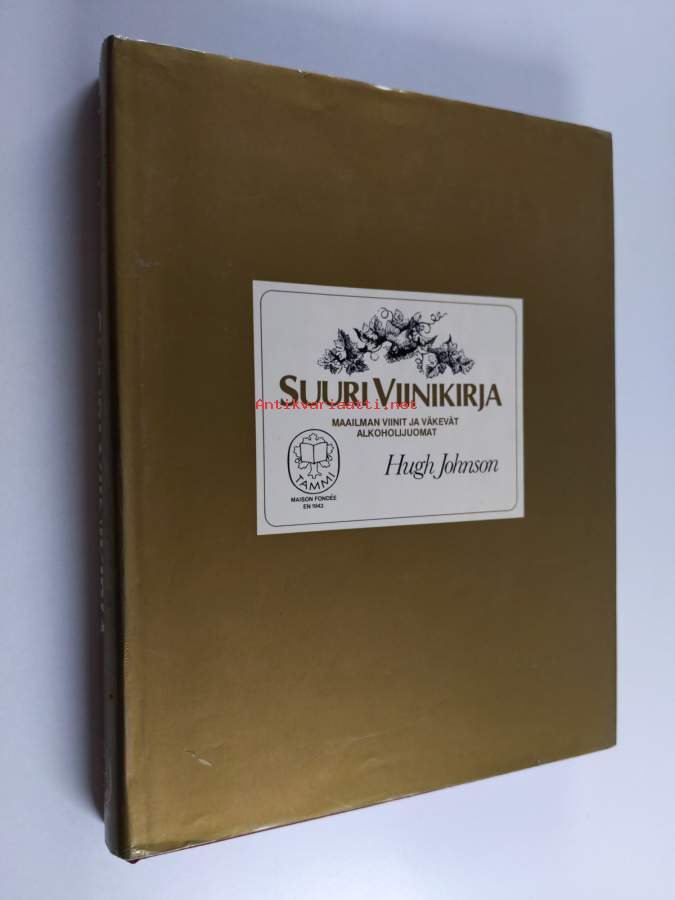 SUURI VIINIKIRJA
Antikvariaatti.net
MAAILMAN VIINIT JA VÄKEVÄT
ALKOHOLIJUOMAT
TAMMI
Hugh Johnson
MAISON FONDÉE
EN 1943